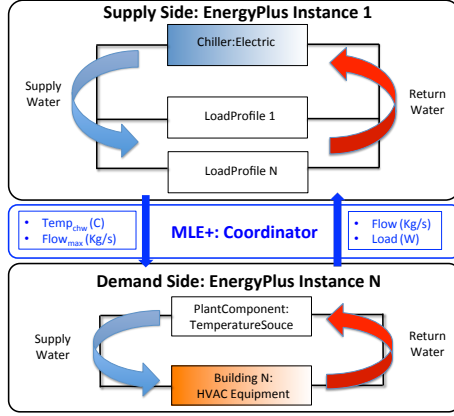 Supply Side: EnergyPlus Instance 1
Chiller:Electric
Supply
Water
Return
Water
LoadProfile 1
LoadProfile N
• Temp_chw (C)
• Flow_max (Kg/s)
MLE+: Coordinator
• Flow (Kg/s)
• Load (W)
Demand Side: EnergyPlus Instance N
PlantComponent:
TemperatureSouce
Supply
Water
Return
Water
Building N:
HVAC Equipment